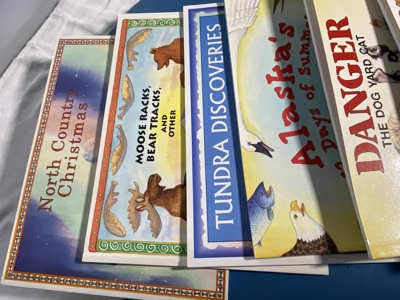 North Country
Christmas
MOOSE RACKS,
BEAR TRACKS,
AND
OTHER
TUNDRA DISCOVERIES
Alaska's
Days of Summ
DANGER
THE DOG YARD CAT